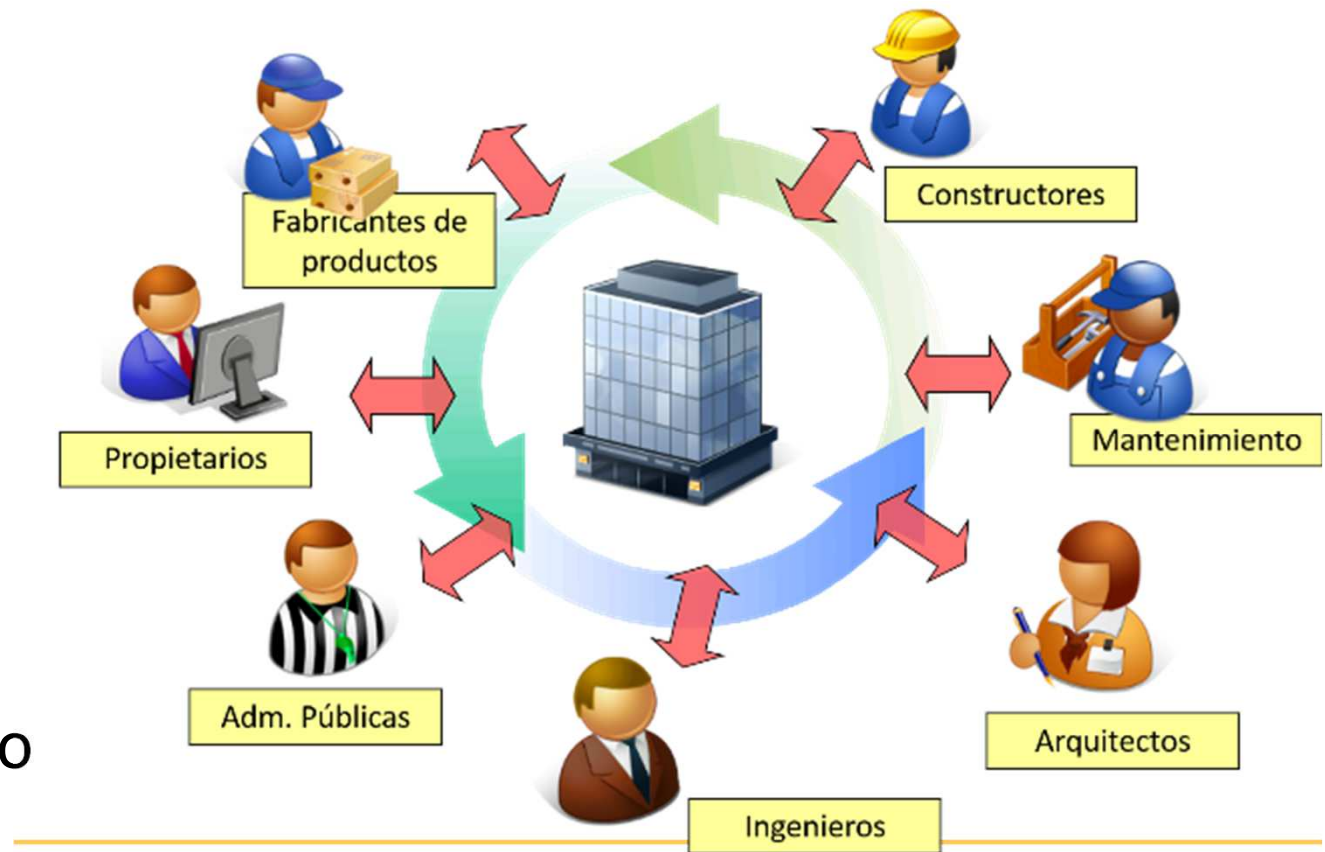 Constructores
Fabricantes de
productos
Mantenimiento
Propietarios
Adm. Públicas
Arquitectos
Ingenieros
o